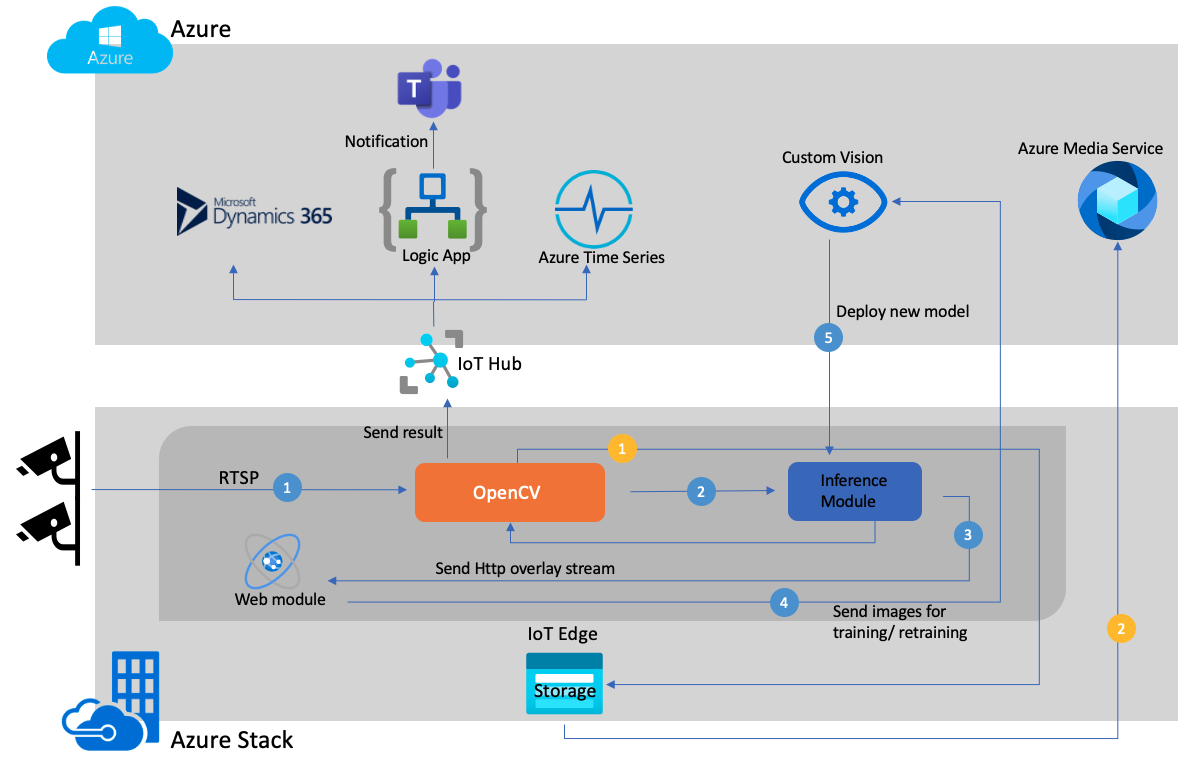 Azure
Azure
T
Notification
Custom Vision
Azure Media Service
Microsoft
Dynamics 365
Logic App
Azure Time Series
Deploy new model
5
IoT Hub
Send result
1
RTSP
1
OpenCV
2
Inference
Module
3
Send Http overlay stream
Web module
4
Send images for
training/ retraining
2
IoT Edge
Storage
Azure Stack